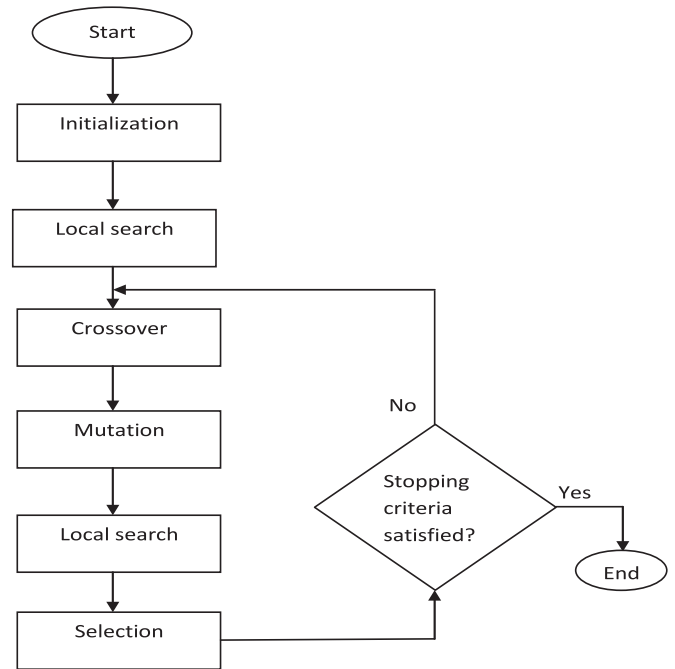 Start
Initialization
Local search
Crossover
Mutation
Local search
Selection
No
Stopping
criteria
satisfied?
Yes
End